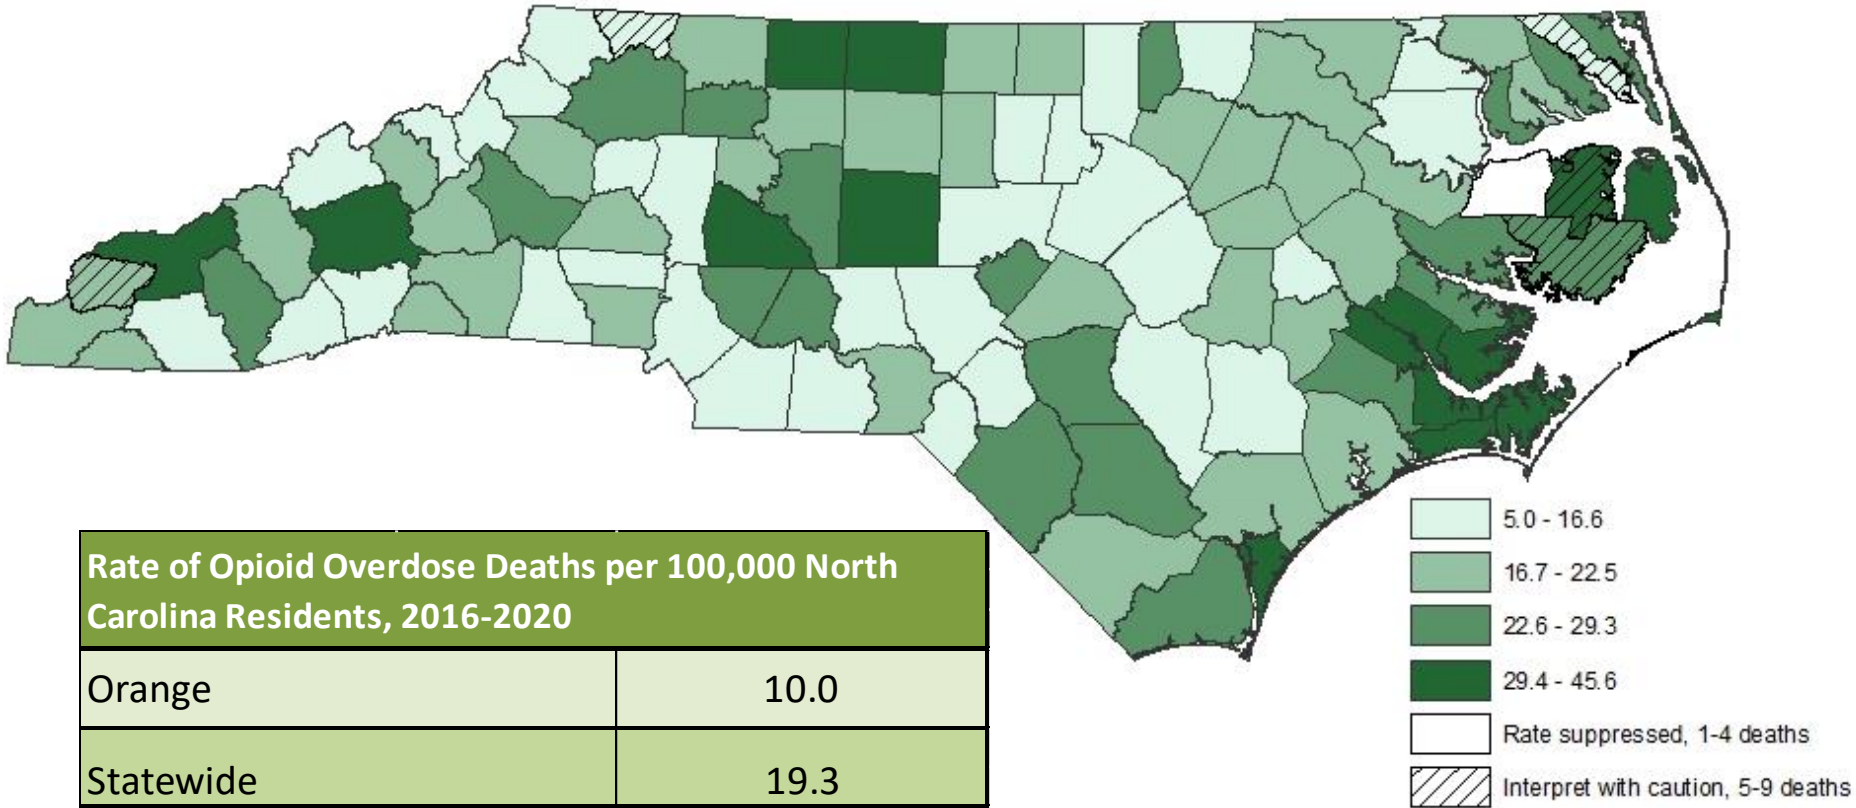 Rate of Opioid Overdose Deaths per 100,000 North
Carolina Residents, 2016-2020
Orange 10.0
Statewide 19.3
5.0 - 16.6
16.7 - 22.5
22.6 - 29.3
29.4 - 45.6
Rate suppressed, 1-4 deaths
Interpret with caution, 5-9 deaths